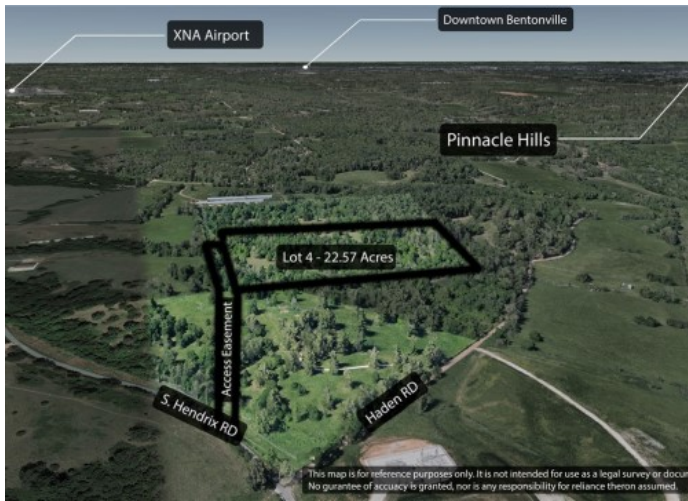 Downtown Bentonville
XNA Airport
Pinnacle Hills
Lot 4 - 22.57 Acres
Access Easement
S. Hendrix RD
Haden RD
This map is for reference purposes only. It is not intended for use as a legal survey or docu
No gurantee of accuacy is granted, nor is any responsibility for reliance theron assumed.